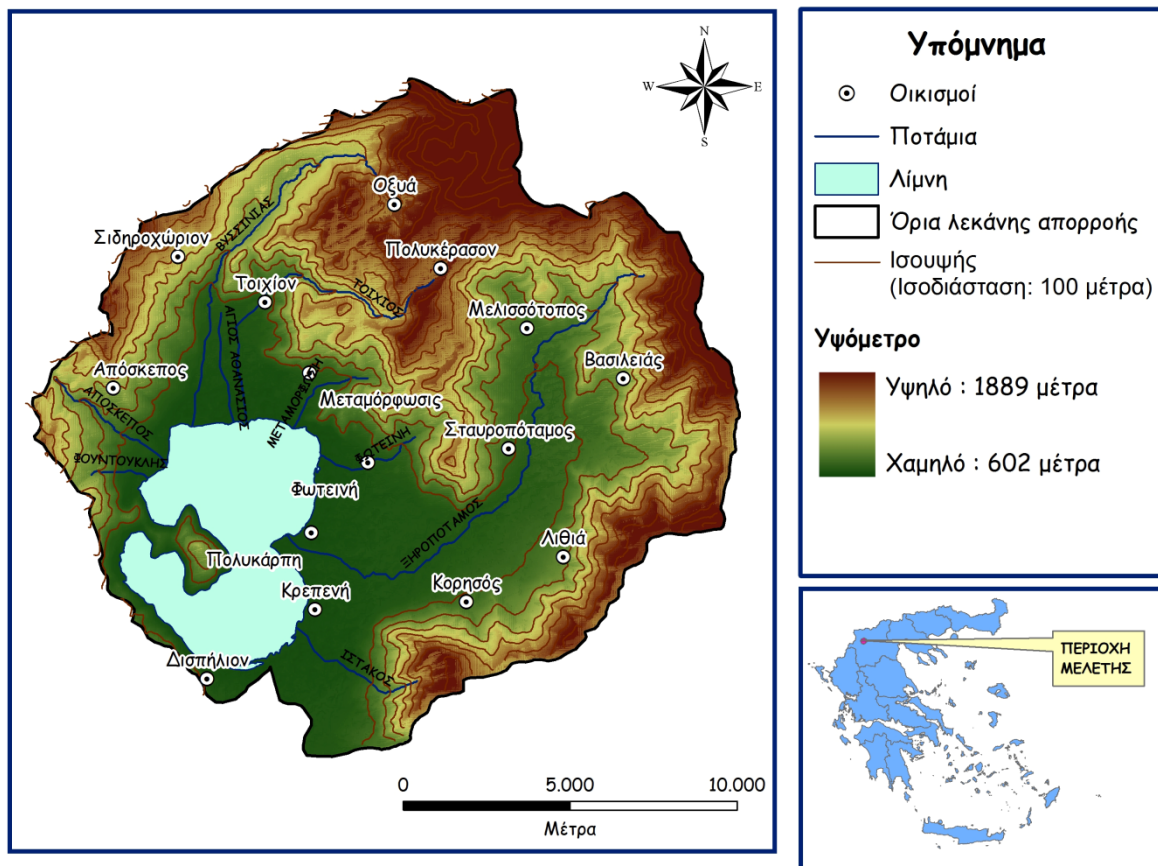 N
W
E
S
Οξυά
ΒΥΣΣΙΝΙΑΣ
Σιδηροχώριον
Πολυκέρασον
Τοιχίον
ΤΟΙΧΙΟΣ
Μελισσότοπος
ΑΓΙΟΣ ΑΘΑΝΑΣΙΟΣ
Βασιλειάς
Απόσκεπος
ΑΠΟΣΚΕΠΟΣ
ΜΕΤΑΜΟΡΦΩΣΗ
Μεταμόρφωσις
Σταυροπόταμος
ΦΩΤΕΙΝΗ
ΦΟΥΝΤΟΥΚΛΗΣ
Φωτεινή
ΞΗΡΟΠΟΤΑΜΟΣ
Πολυκάρπη
Λιθιά
Κορησός
Κρεπενή
Δισπήλιον
ΙΣΤΑΚΟΣ
0 5.000 10.000
Μέτρα
Υπόμνημα
Οικισμοί
Ποτάμια
Λίμνη
Όρια λεκάνης απορροής
Ισουψής
(Ισοδιάσταση: 100 μέτρα)
Υψόμετρο
Υψηλό : 1889 μέτρα
Χαμηλό : 602 μέτρα
ΠΕΡΙΟΧΗ
ΜΕΛΕΤΗΣ